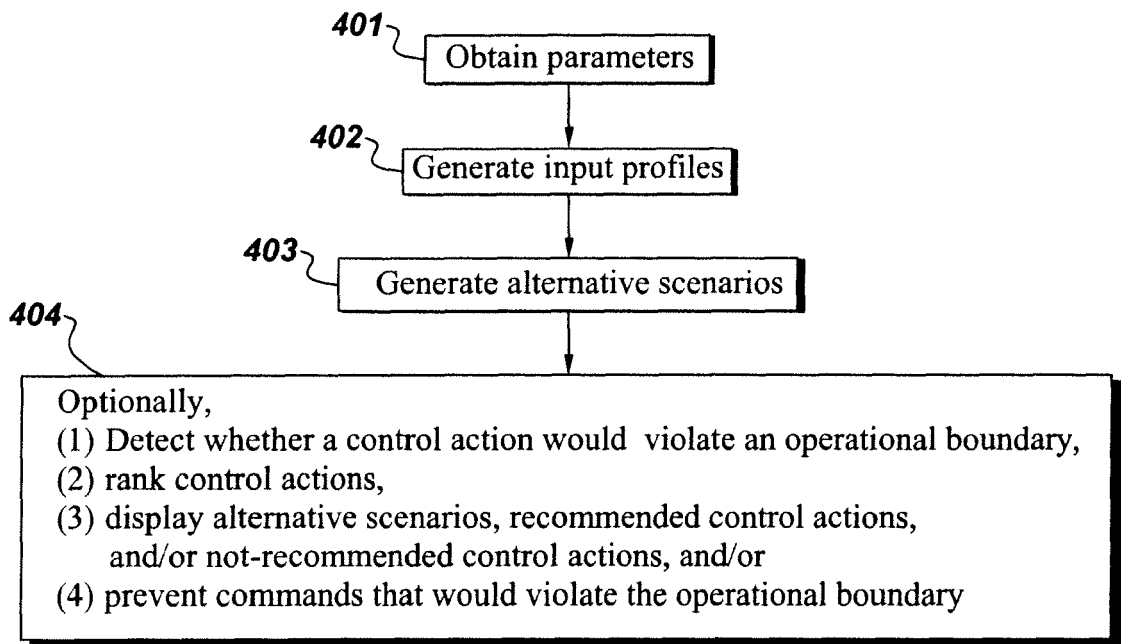 401
Obtain parameters
402
Generate input profiles
403
Generate alternative scenarios
404
Optionally,
(1) Detect whether a control action would violate an operational boundary,
(2) rank control actions,
(3) display alternative scenarios, recommended control actions,
and/or not-recommended control actions, and/or
(4) prevent commands that would violate the operational boundary